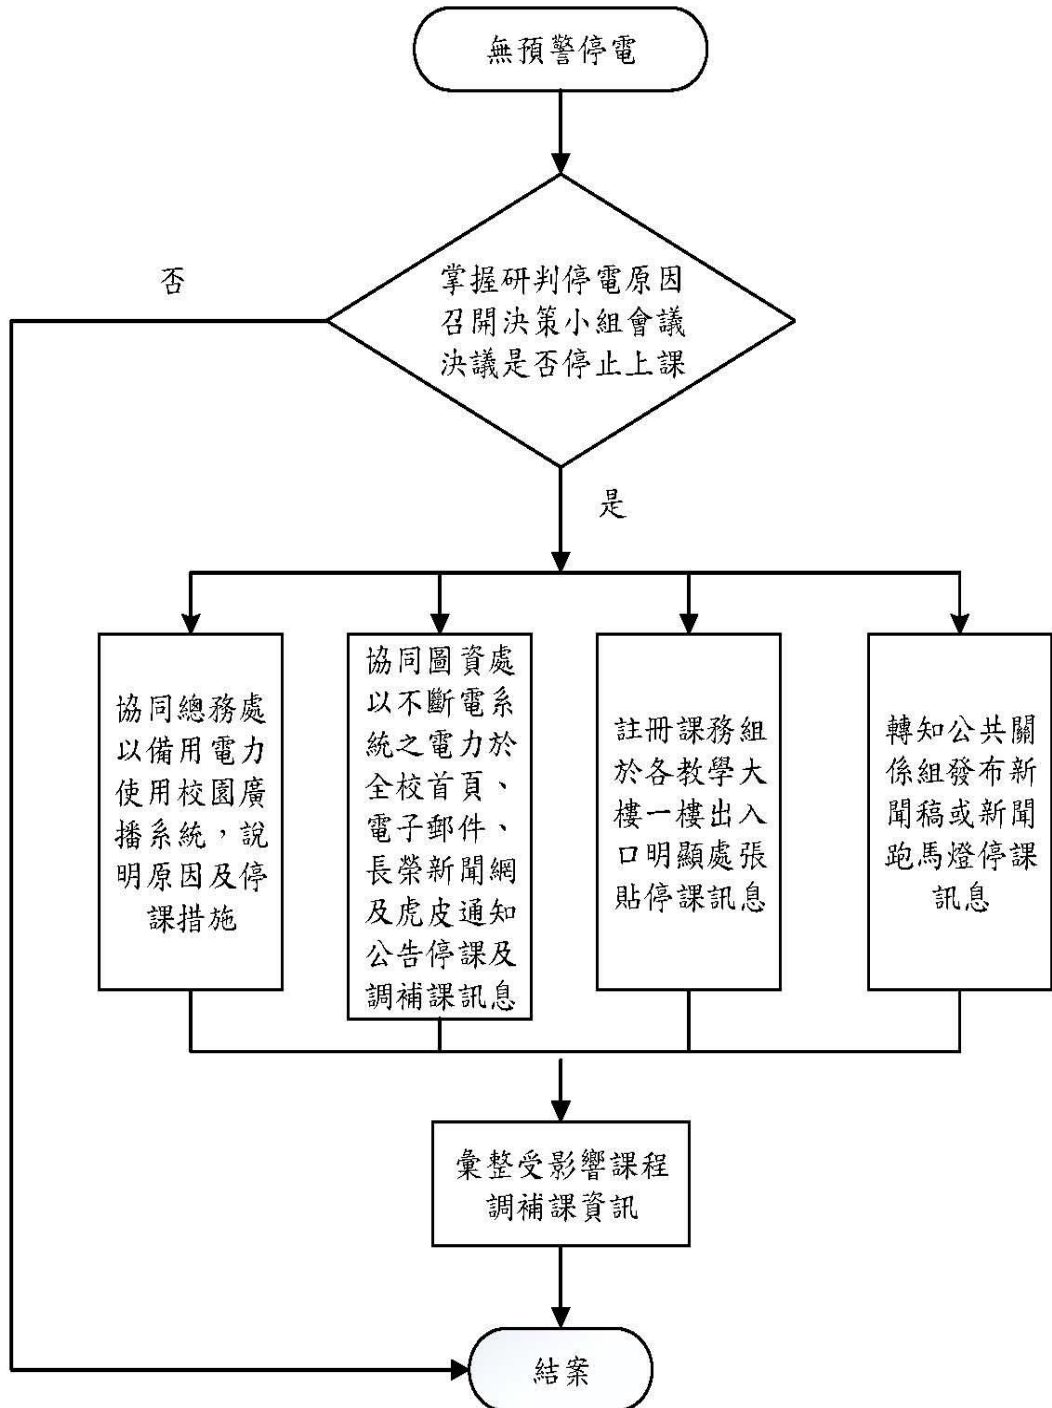 無預警停電
否
掌握研判停電原因
召開決策小組會議
決議是否停止上課
是
協同總務處
以備用電力
使用校園廣
播系統，說
明原因及停
課措施
協同圖資處
以不斷電系
統之電力於
全校首頁、
電子郵件、
長榮新聞網
及虎皮通知
公告停課及
調補課訊息
註冊課務組
於各教學大
樓一樓出入
口明顯處張
貼停課訊息
轉知公共關
係組發布新
聞稿或新聞
跑馬燈停課
訊息
彙整受影響課程
調補課資訊
結案